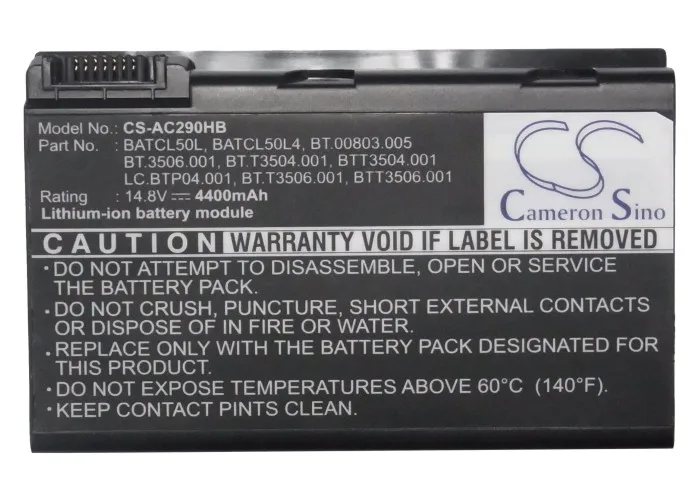 Model No.: CS-AC290HB
Part No.: BATCL50L, BATCL50L4, BT.00803.005
BT.3506.001, BT.T3504.001, BTT3504.001
LC.BTP04.001, BT.T3506.001, BTT3506.001
Rating : 14.8V ⎓ 4400mAh
Lithium-ion battery module
CS
Cameron Sino
CAUTION WARRANTY VOID IF LABEL IS REMOVED
•DO NOT ATTEMPT TO DISASSEMBLE, OPEN OR SERVICE
THE BATTERY PACK.
•DO NOT CRUSH, PUNCTURE, SHORT EXTERNAL CONTACTS
OR DISPOSE OF IN FIRE OR WATER.
•REPLACE ONLY WITH A BATTERY PACK DESIGNATED FOR
THIS PRODUCT.
•DO NOT EXPOSE TEMPERATURES ABOVE 60°C (140°F).
•KEEP AWAY FROM CHILDREN.